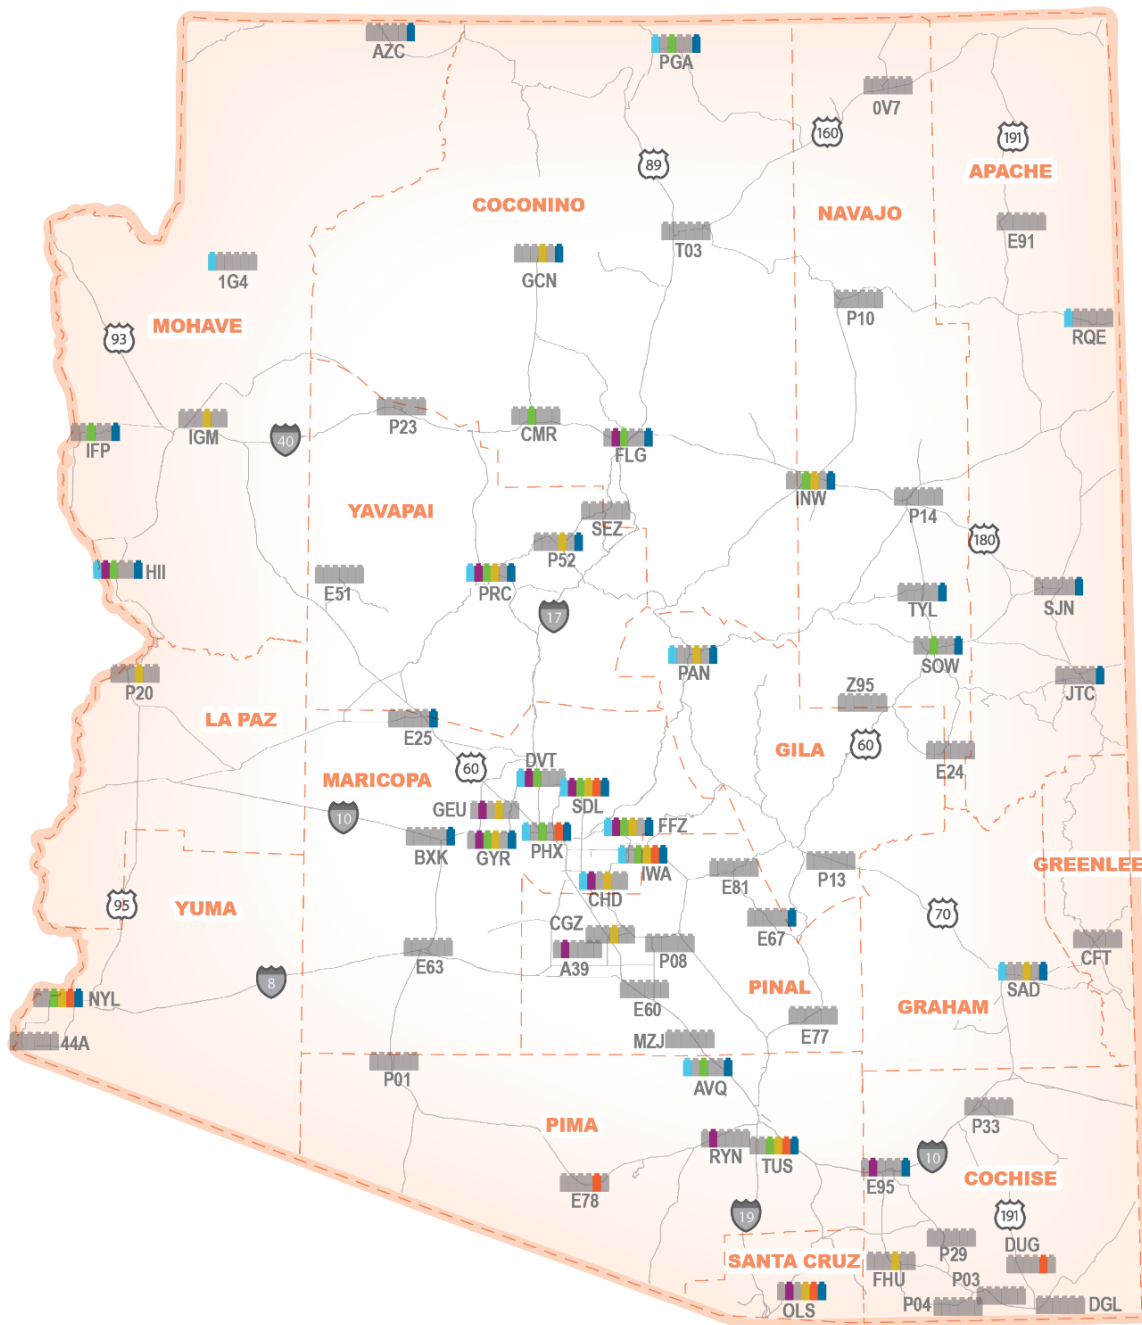 AZC
PGA
0V7
160
191
89
APACHE
COCONINO
NAVAJO
E91
T03
1G4
GCN
P10
MOHAVE
93
RQE
P23
CMR
IGM
IFP
40
FLG
INW
P14
YAVAPAI
SEZ
180
P52
HII
E51
PRC
TYL
SJN
17
SOW
PAN
P20
Z95
JTC
LA PAZ
E25
60
GILA
E24
DVT
60
MARICOPA
SDL
GEU
10
FFZ
PHX
BXK
GYR
IWA
E81
P13
GREENLEE
CHD
95
YUMA
70
CGZ
E67
E63
A39
P08
CFT
8
SAD
PINAL
NYL
E60
GRAHAM
E77
44A
MZJ
P01
AVQ
P33
PIMA
RYN
TUS
10
E95
COCHISE
E78
19
191
DUG
P29
SANTA CRUZ
FHU
P03
OLS
P04
DGL